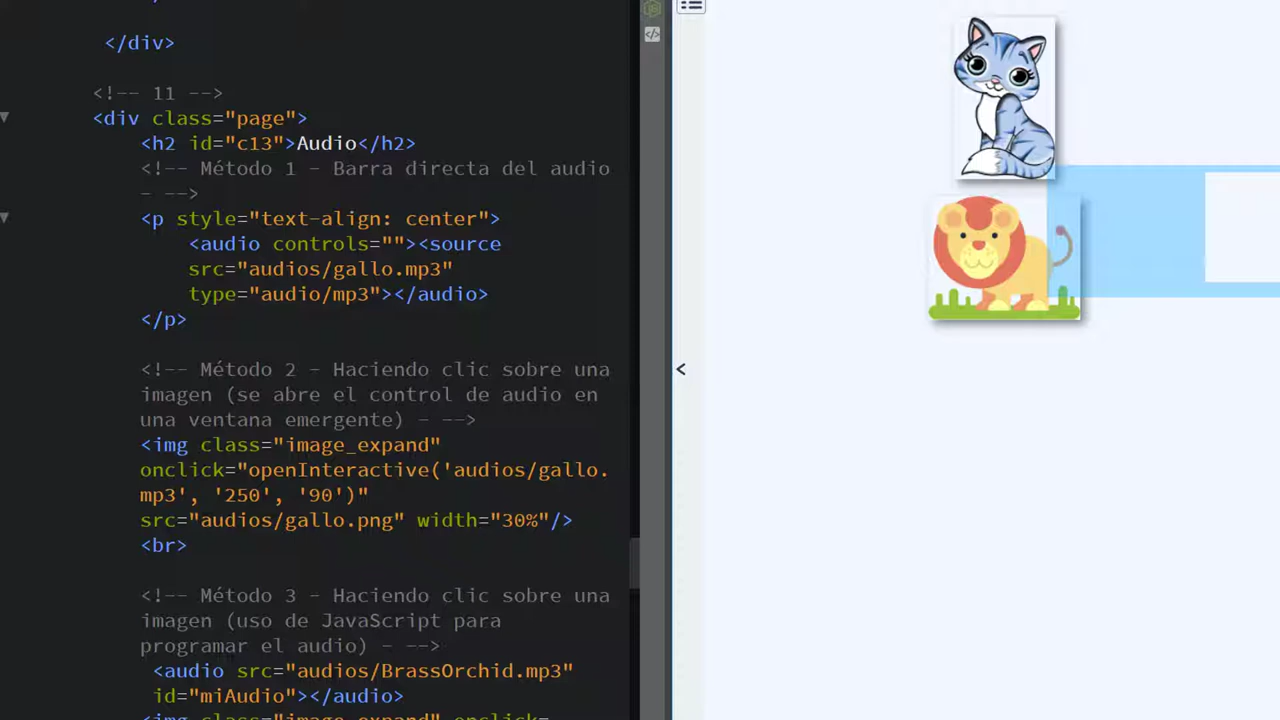 </div>
<!-- 11 -->
<div class="page">
<h2 id="c13">Audio</h2>
<!-- Método 1 - Barra directa del audio
- -->
<p style="text-align: center">
<audio controls=""><source
src="audios/gallo.mp3"
type="audio/mp3"></audio>
</p>
<!-- Método 2 - Haciendo clic sobre una
imagen (se abre el control de audio en
una ventana emergente) - -->
<img class="image_expand"
onclick="openInteractive('audios/gallo.
mp3', '250', '90')"
src="audios/gallo.png" width="30%"/>
<br>
<!-- Método 3 - Haciendo clic sobre una
imagen (uso de JavaScript para
programar el audio) - -->
<audio src="audios/BrassOrchid.mp3"
id="miAudio"></audio>
<img class="image_expand" onclick=